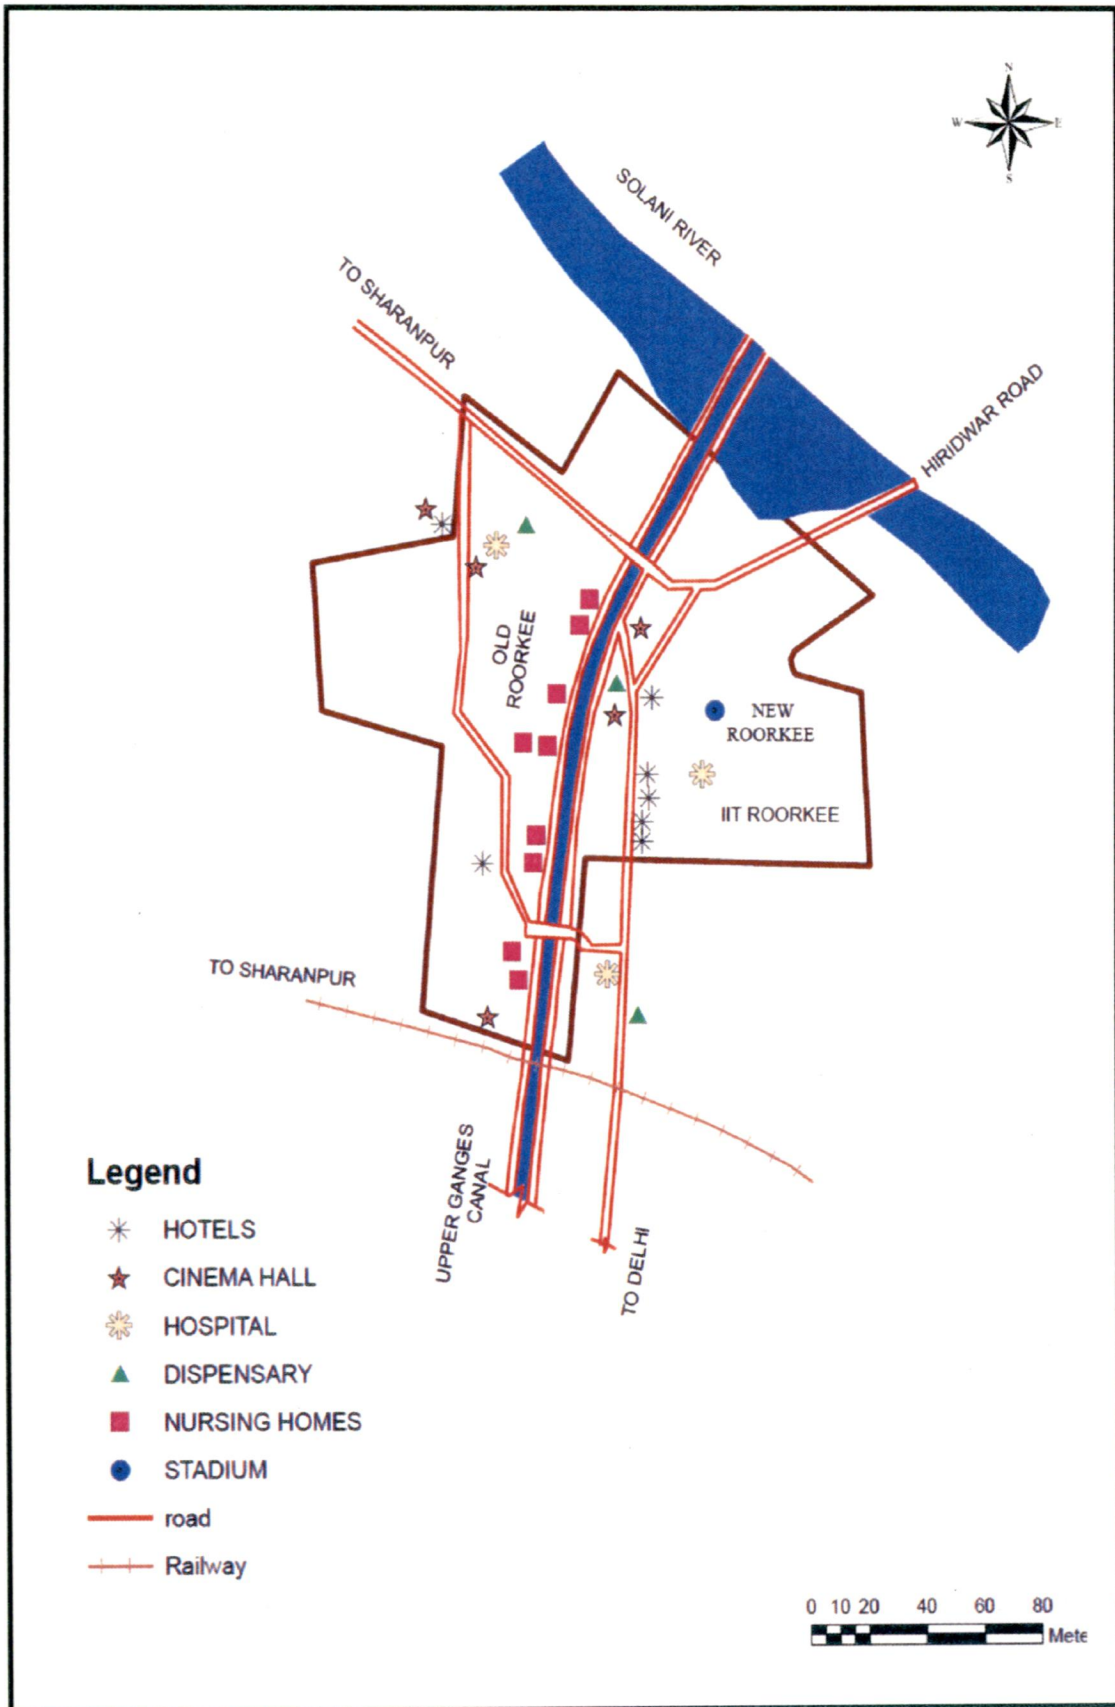 N
W E
S
SOLANI RIVER
TO SHARANPUR
HIRIDWAR ROAD
OLD
ROORKEE
NEW
ROORKEE
IIT ROORKEE
TO SHARANPUR
UPPER GANGES
CANAL
TO DELHI
Legend
HOTELS
CINEMA HALL
HOSPITAL
DISPENSARY
NURSING HOMES
STADIUM
road
Railway
0 10 20 40 60 80
Mete